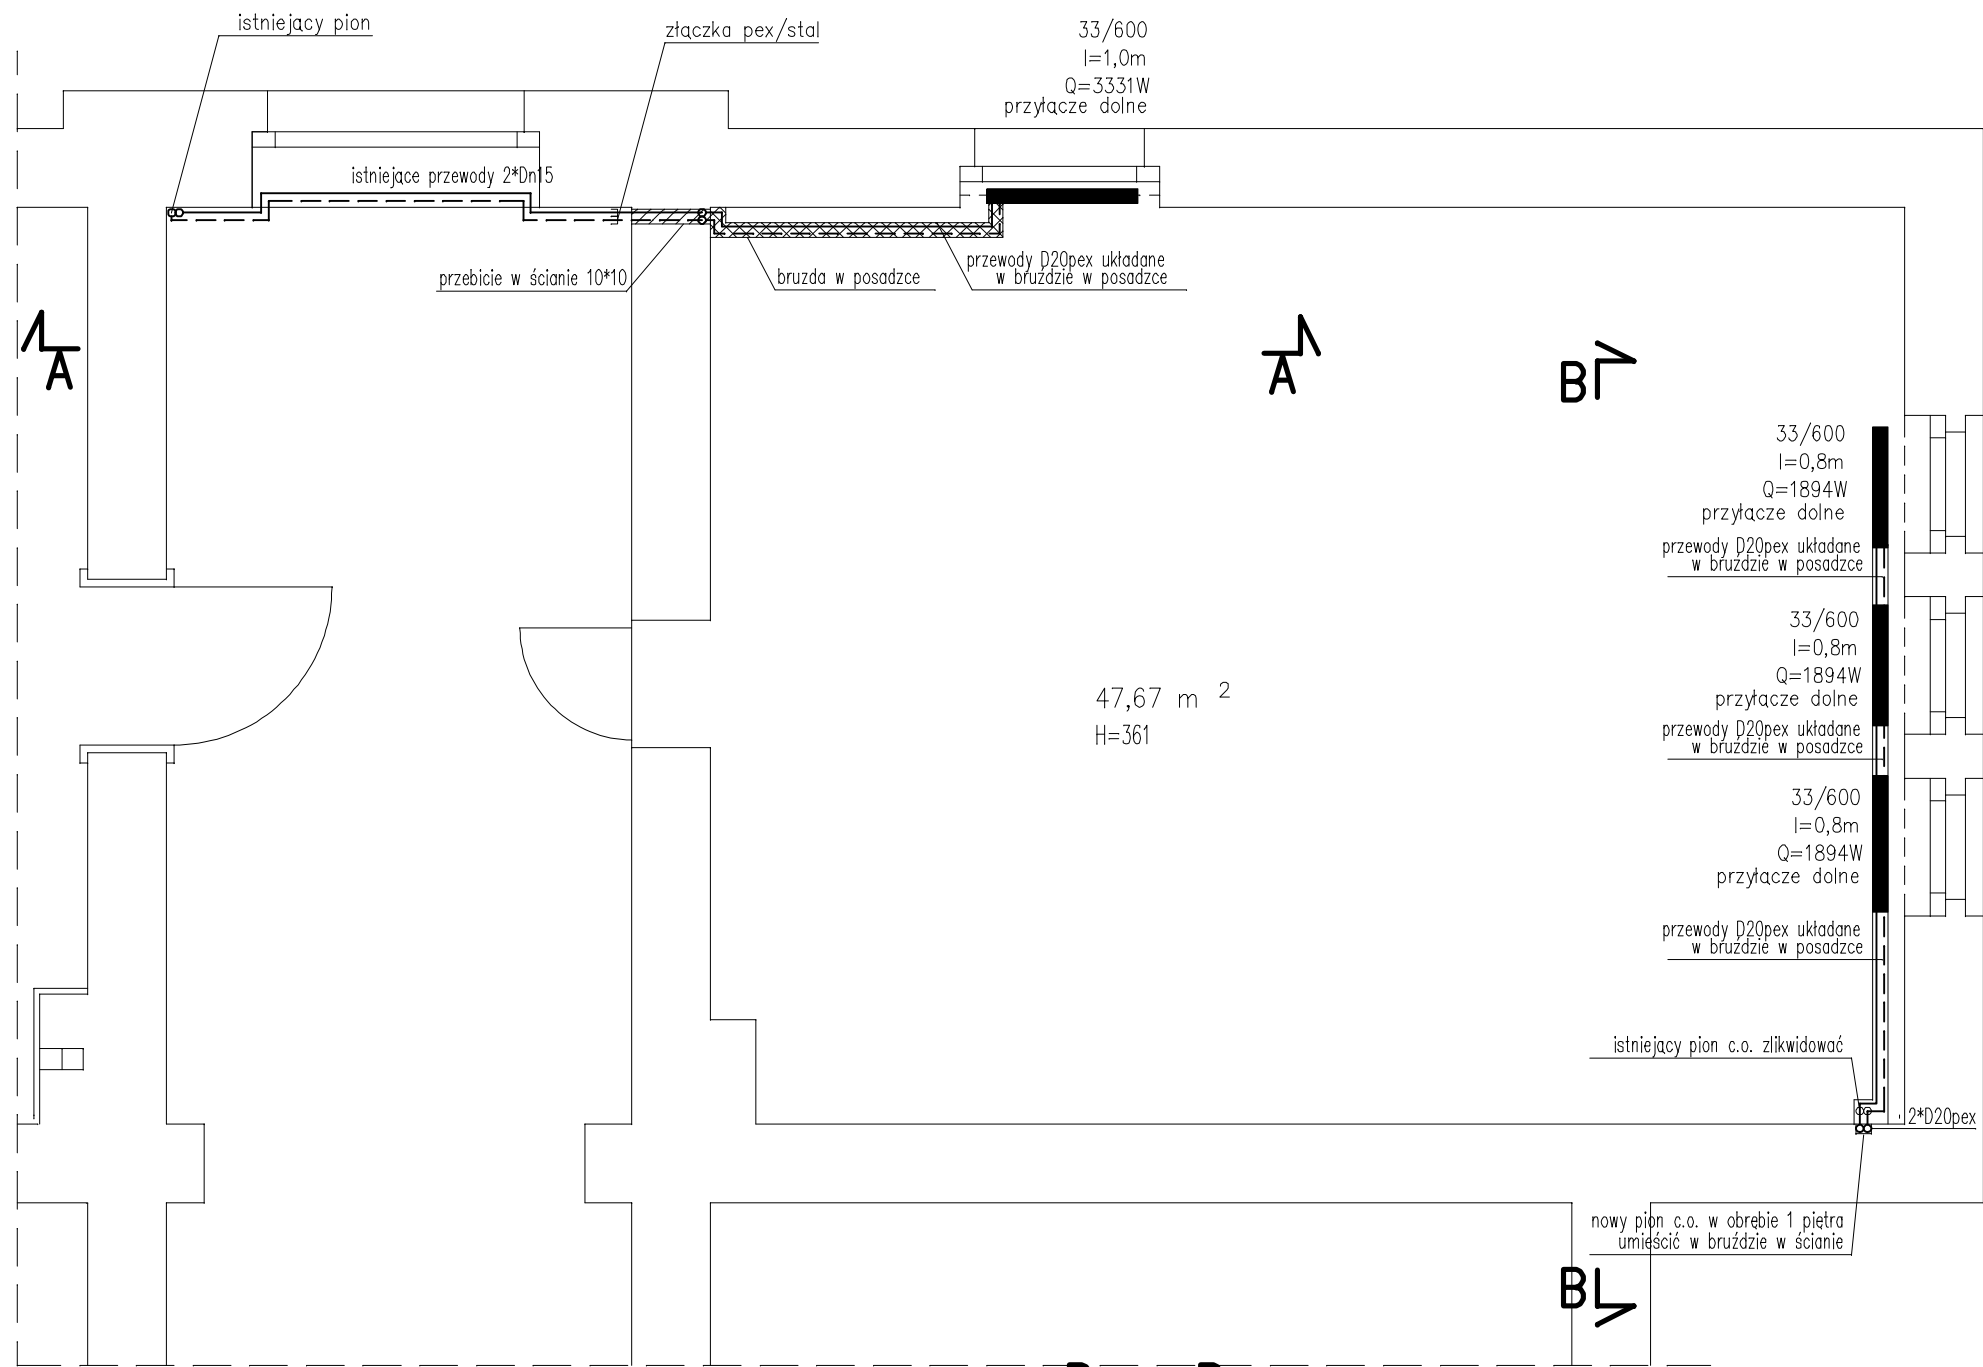 istniejący pion
złączka pex/stal
33/600
l=1,0m
Q=3331W
przyłącze dolne
istniejące przewody 2*Dn15
przebicie w ścianie 10*10
bruzda w posadzce
przewody D20pex układane
w bruździe w posadzce
A
A
B
33/600
l=0,8m
Q=1894W
przyłącze dolne
przewody D20pex układane
w bruździe w posadzce
33/600
l=0,8m
Q=1894W
przyłącze dolne
47,67 m 2
H=361
przewody D20pex układane
w bruździe w posadzce
33/600
l=0,8m
Q=1894W
przyłącze dolne
przewody D20pex układane
w bruździe w posadzce
istniejący pion c.o. zlikwidować
2*D20pex
nowy pion c.o. w obrębie 1 piętra
umieścić w bruździe w ścianie
B